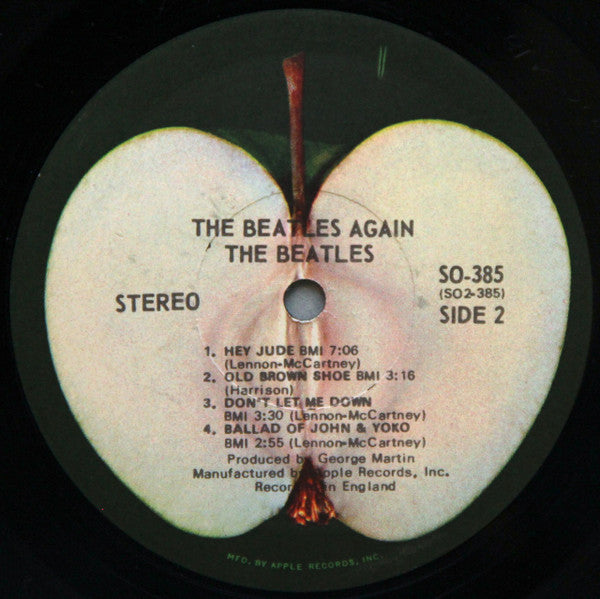 THE BEATLES AGAIN
THE BEATLES
STEREO
SO-385
(SO2-385)
SIDE 2
1. HEY JUDE BMI 7:06
(Lennon-McCartney)
2. OLD BROWN SHOE BMI 3:16
(Harrison)
3. DON'T LET ME DOWN
BMI 3:30 (Lennon-McCartney)
4. BALLAD OF JOHN & YOKO
BMI 2:55 (Lennon-McCartney)
Produced by George Martin
Manufactured by Apple Records, Inc.
Recorded in England
MFD. BY APPLE RECORDS, INC.